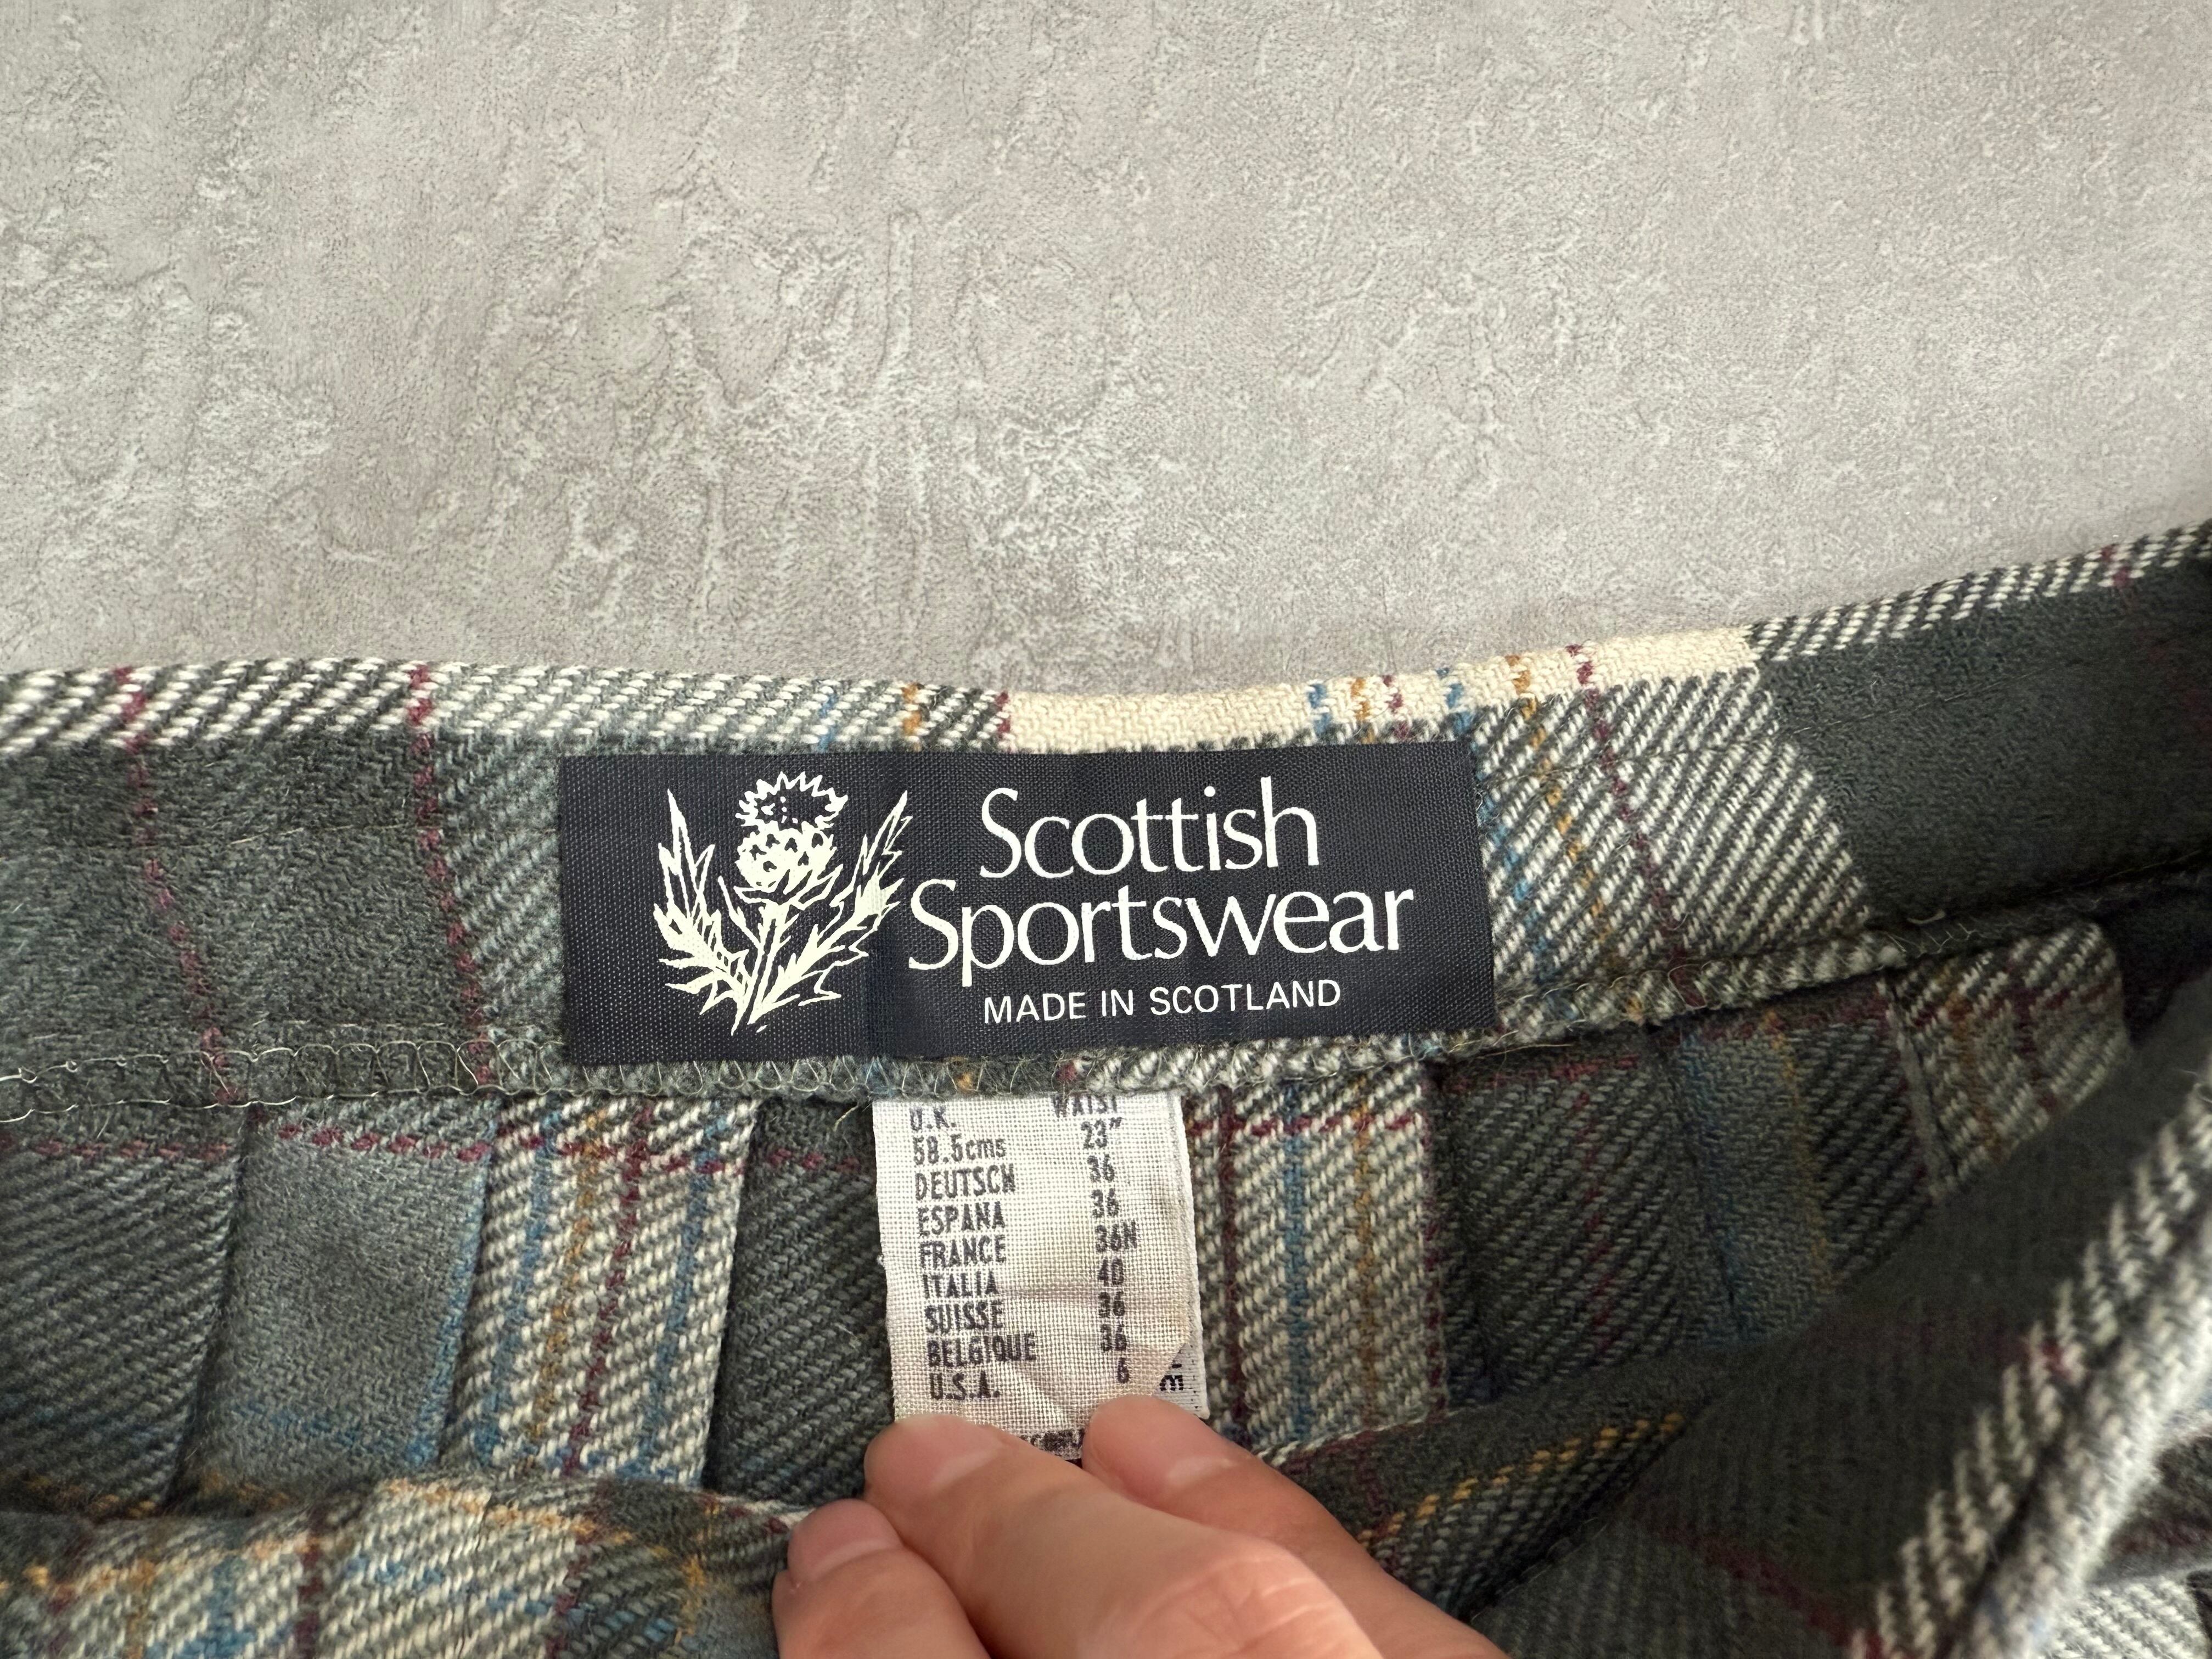 Scottish
Sportswear
MADE IN SCOTLAND
U.K. WAIST
58.5cms 23"
DEUTSCH 36
ESPANA 36
FRANCE 36N
ITALIA 40
SUISSE 36
BELGIQUE 36
U.S.A. 6